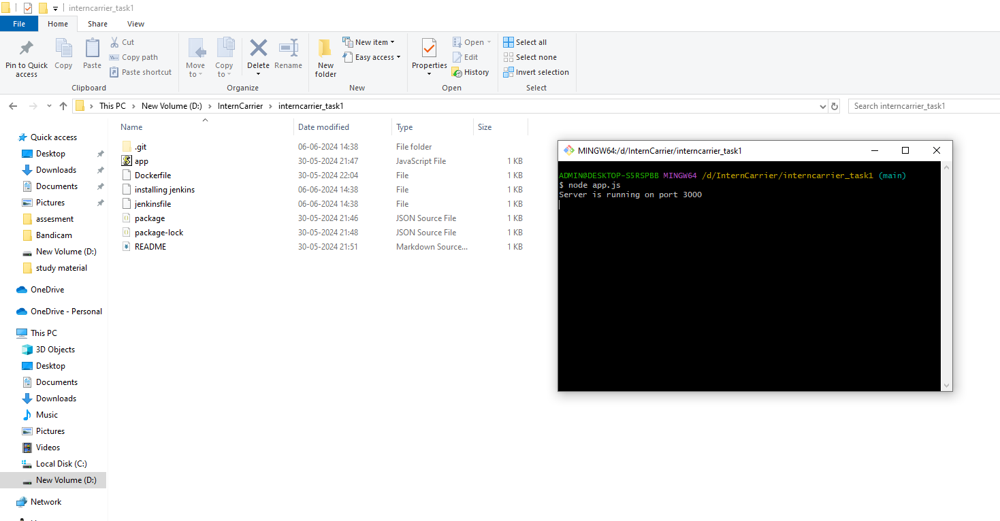 interncarrier_task1
File Home Share View
Pin to Quick access
Copy
Paste
Cut
Copy path
Paste shortcut
Clipboard
Move to
Copy to
Delete
Rename
Organize
New folder
New item
Easy access
New
Properties
Open
Edit
History
Open
Select all
Select none
Invert selection
Select
This PC New Volume (D:) InternCarrier interncarrier_task1
Search interncarrier_task1
Quick access
Desktop
Downloads
Documents
Pictures
assesment
Bandicam
New Volume (D:)
study material
OneDrive
OneDrive - Personal
This PC
3D Objects
Desktop
Documents
Downloads
Music
Pictures
Videos
Local Disk (C:)
New Volume (D:)
Network
Name Date modified Type Size
.git 06-06-2024 14:38 File folder
app 30-05-2024 21:47 JavaScript File 1 KB
Dockerfile 30-05-2024 22:04 File 1 KB
installing jenkins 06-06-2024 14:38 File 1 KB
jenkinsfile 06-06-2024 14:38 File 1 KB
package 30-05-2024 21:46 JSON Source File 1 KB
package-lock 30-05-2024 21:48 JSON Source File 1 KB
README 30-05-2024 21:51 Markdown Source... 1 KB
MINGW64:/d/InternCarrier/interncarrier_task1
ADMIN@DESKTOP-S5RSPBB MINGW64 /d/InternCarrier/interncarrier_task1 (main)
$ node app.js
Server is running on port 3000